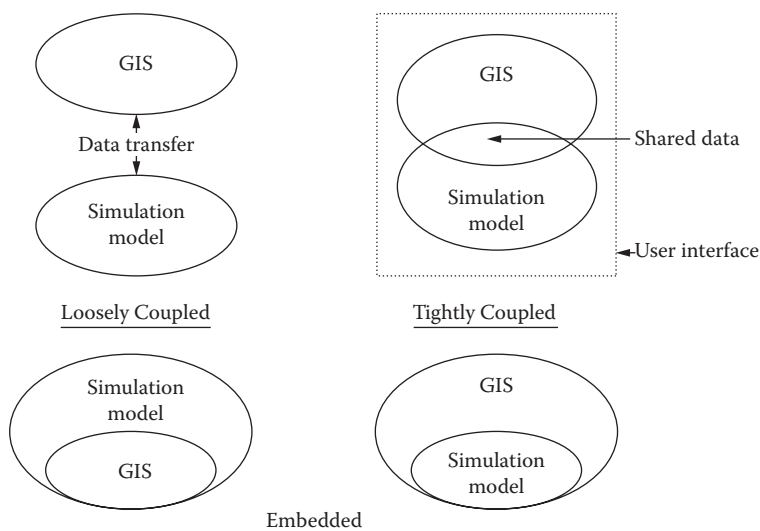 GIS
Data transfer
Simulation
model
Loosely Coupled
GIS
Shared data
Simulation
model
User interface
Tightly Coupled
Simulation
model
GIS
GIS
Simulation
model
Embedded